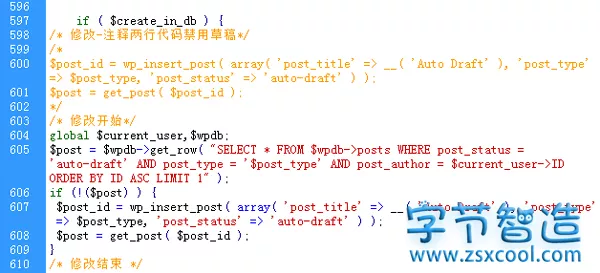 596
597 if ( $create_in_db ) {
598 /* 修改-注释两行代码禁用草稿*/
599 /*
600 $post_id = wp_insert_post( array( 'post_title' => __( 'Auto Draft' ), 'post_type'
=> $post_type, 'post_status' => 'auto-draft' ) );
601 $post = get_post( $post_id );
602 */
603 /* 修改开始*/
604 global $current_user,$wpdb;
605 $post = $wpdb->get_row( "SELECT * FROM $wpdb->posts WHERE post_status =
'auto-draft' AND post_type = '$post_type' AND post_author = $current_user->ID
ORDER BY ID ASC LIMIT 1" );
606 if (!($post) ) {
607 $post_id = wp_insert_post( array( 'post_title' => __( 'Auto Draft' ), 'post_type'
=> $post_type, 'post_status' => 'auto-draft' ) );
608 $post = get_post( $post_id );
609 }
610 /* 修改结束 */
字节智造
www.zsxcool.com